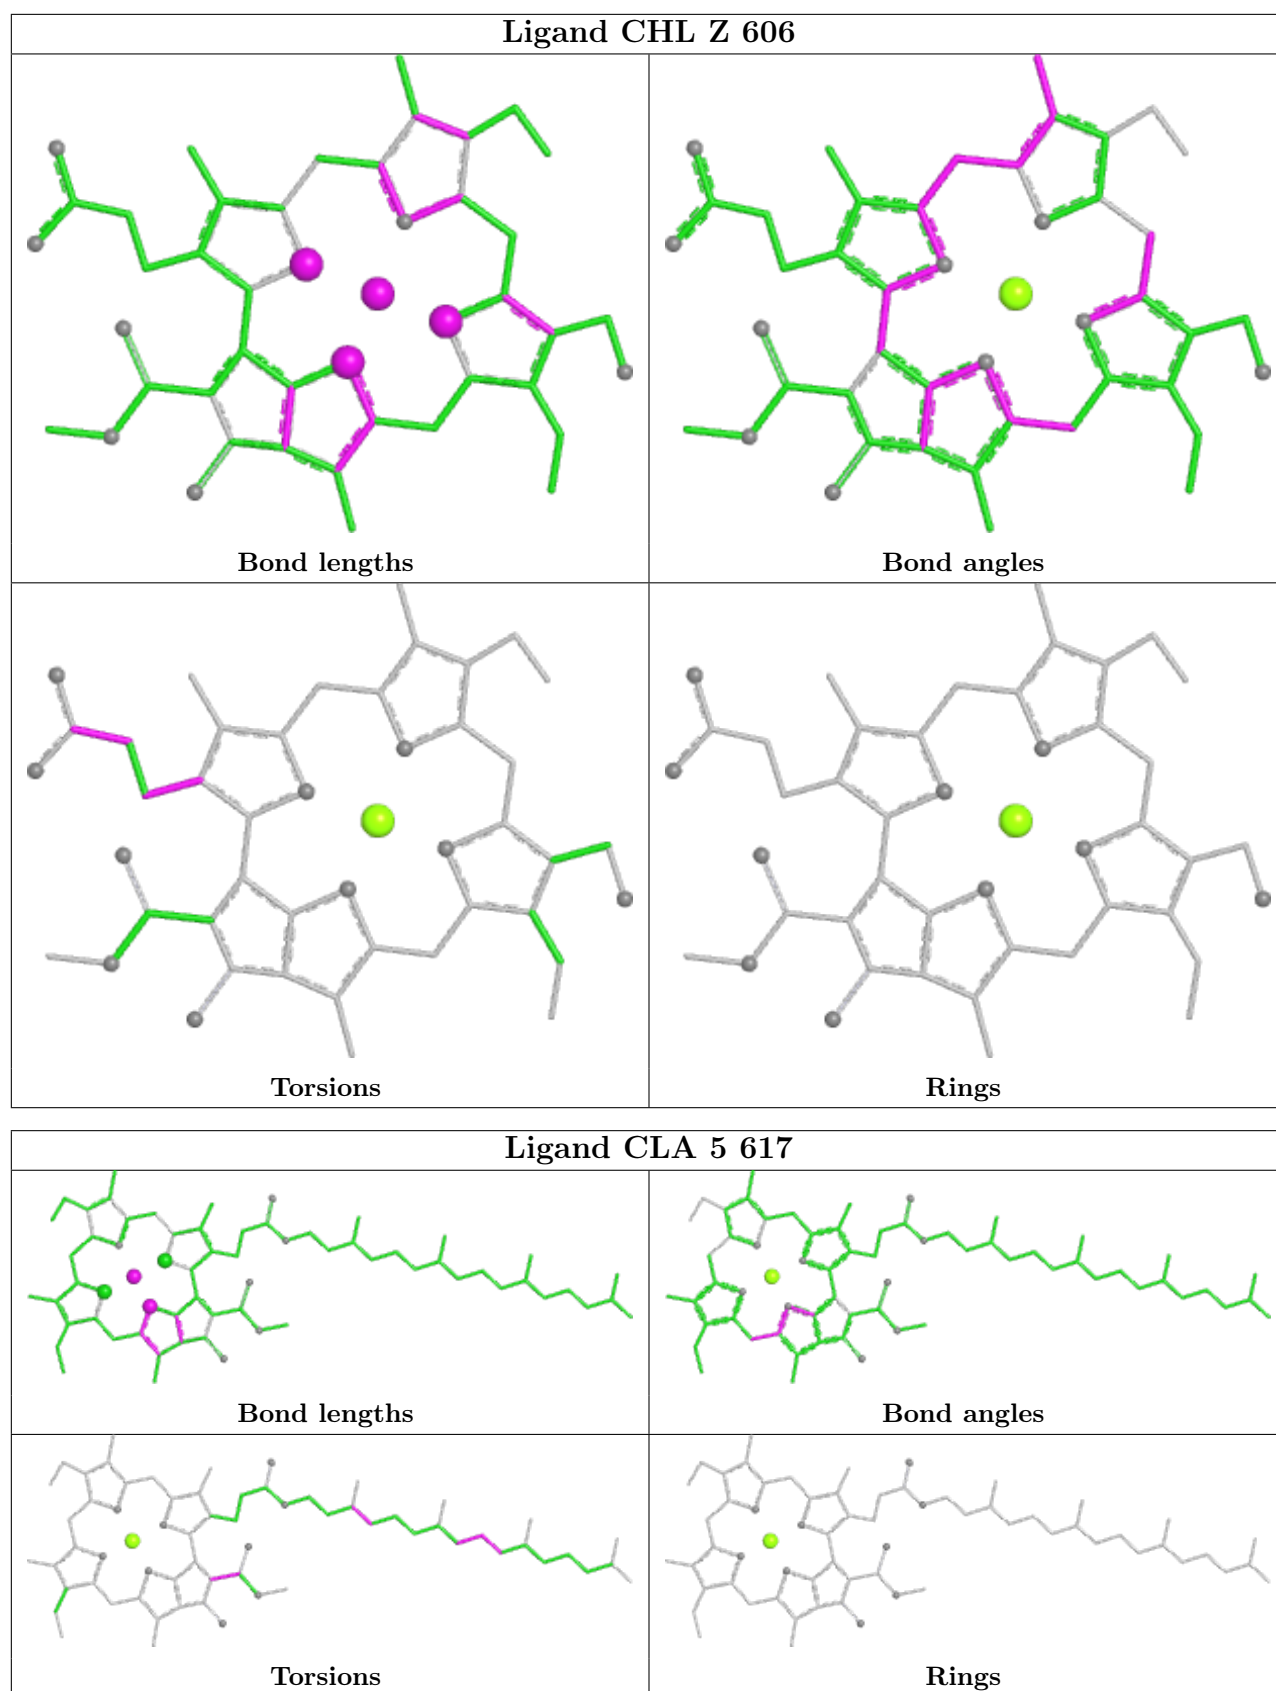 Ligand CHL Z 606
Bond lengths
Bond angles
Torsions
Rings
Ligand CLA 5 617
Bond lengths
Bond angles
Torsions
Rings